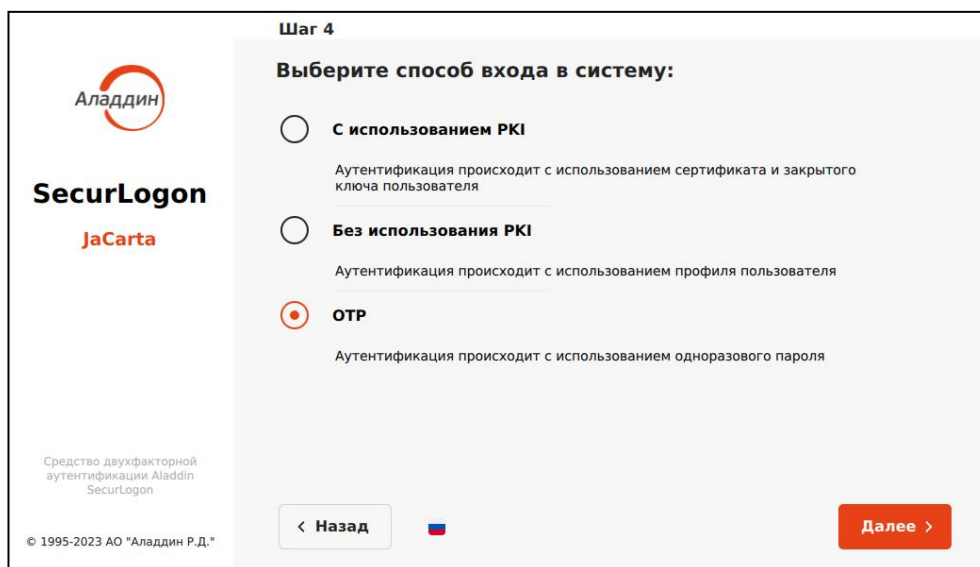 Шаг 4
Аладдин
SecurLogon
JaCarta
Выберите способ входа в систему:
С использованием PKI
Аутентификация происходит с использованием сертификата и закрытого
ключа пользователя
Без использования PKI
Аутентификация происходит с использованием профиля пользователя
OTP
Аутентификация происходит с использованием одноразового пароля
Средство двухфакторной
аутентификации Aladdin
SecurLogon
© 1995-2023 АО "Аладдин Р.Д."
Назад
Далее